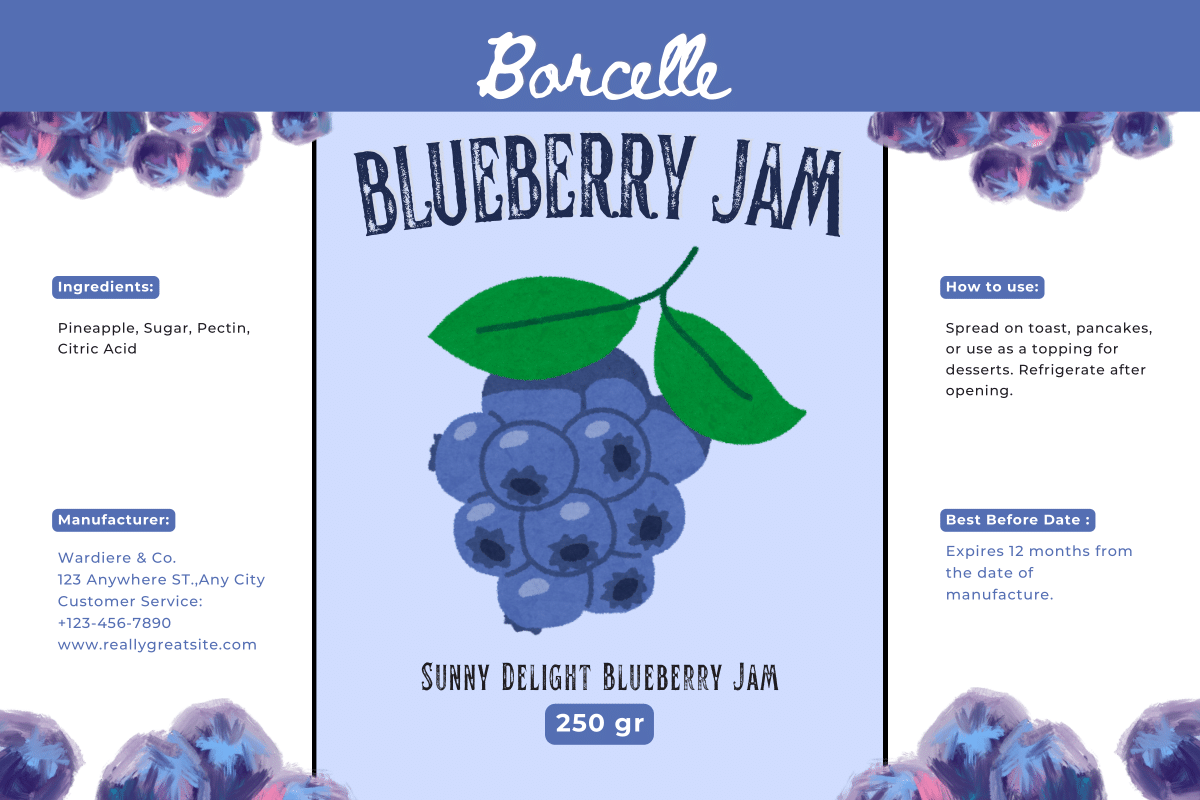 Borcelle
BLUEBERRY JAM
Ingredients:
Pineapple, Sugar, Pectin,
Citric Acid
Manufacturer:
Wardiere & Co.
123 Anywhere ST.,Any City
Customer Service:
+123-456-7890
www.reallygreatsite.com
Sunny Delight Blueberry Jam
250 gr
How to use:
Spread on toast, pancakes,
or use as a topping for
desserts. Refrigerate after
opening.
Best Before Date :
Expires 12 months from
the date of
manufacture.